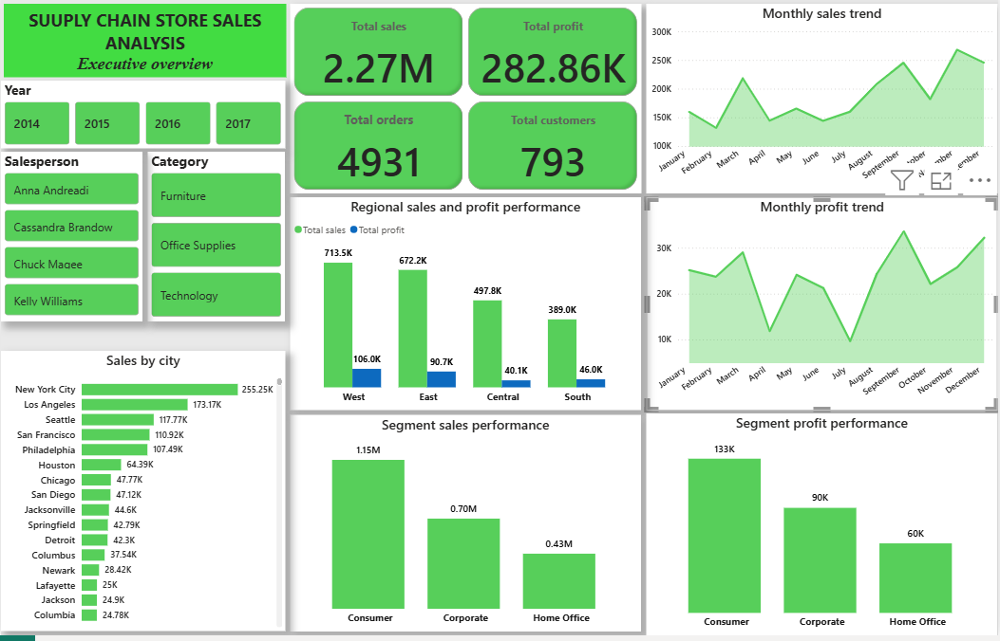 SUUPLY CHAIN STORE SALES
ANALYSIS
Executive overview
Year
2014
2015
2016
2017
Salesperson
Anna Andreadi
Cassandra Brandow
Chuck Magee
Kelly Williams
Category
Furniture
Office Supplies
Technology
Total sales
2.27M
Total profit
282.86K
Total orders
4931
Total customers
793
Monthly sales trend
300K
250K
200K
150K
100K
January
February
March
April
May
June
July
August
September
Monthly profit trend
30K
20K
10K
January
February
March
April
May
June
July
August
September
October
November
December
Regional sales and profit performance
Total sales Total profit
713.5K
106.0K
672.2K
90.7K
497.8K
40.1K
389.0K
46.0K
West
East
Central
South
Sales by city
New York City 255.25K
Los Angeles 173.17K
Seattle 117.77K
San Francisco 110.92K
Philadelphia 107.49K
Houston 64.39K
Chicago 47.77K
San Diego 47.12K
Jacksonville 44.6K
Springfield 42.79K
Detroit 42.3K
Columbus 37.54K
Newark 28.42K
Lafayette 25K
Jackson 24.9K
Columbia 24.78K
Segment sales performance
1.15M
0.70M
0.43M
Consumer
Corporate
Home Office
Segment profit performance
133K
90K
60K
Consumer
Corporate
Home Office